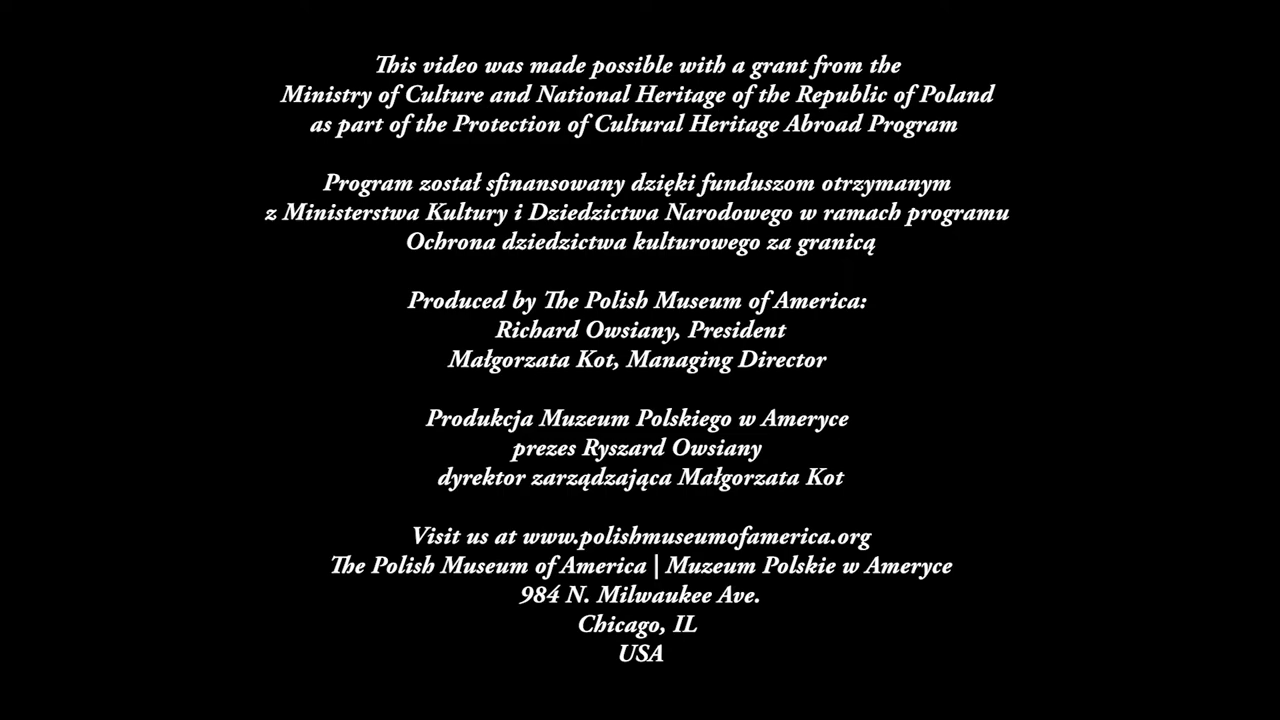 This video was made possible with a grant from the
Ministry of Culture and National Heritage of the Republic of Poland
as part of the Protection of Cultural Heritage Abroad Program
Program został sfinansowany dzięki funduszom otrzymanym
z Ministerstwa Kultury i Dziedzictwa Narodowego w ramach programu
Ochrona dziedzictwa kulturowego za granicą
Produced by The Polish Museum of America:
Richard Owsiany, President
Małgorzata Kot, Managing Director
Produkcja Muzeum Polskiego w Ameryce
prezes Ryszard Owsiany
dyrektor zarządzająca Małgorzata Kot
Visit us at www.polishmuseumofamerica.org
The Polish Museum of America | Muzeum Polskie w Ameryce
984 N. Milwaukee Ave.
Chicago, IL
USA